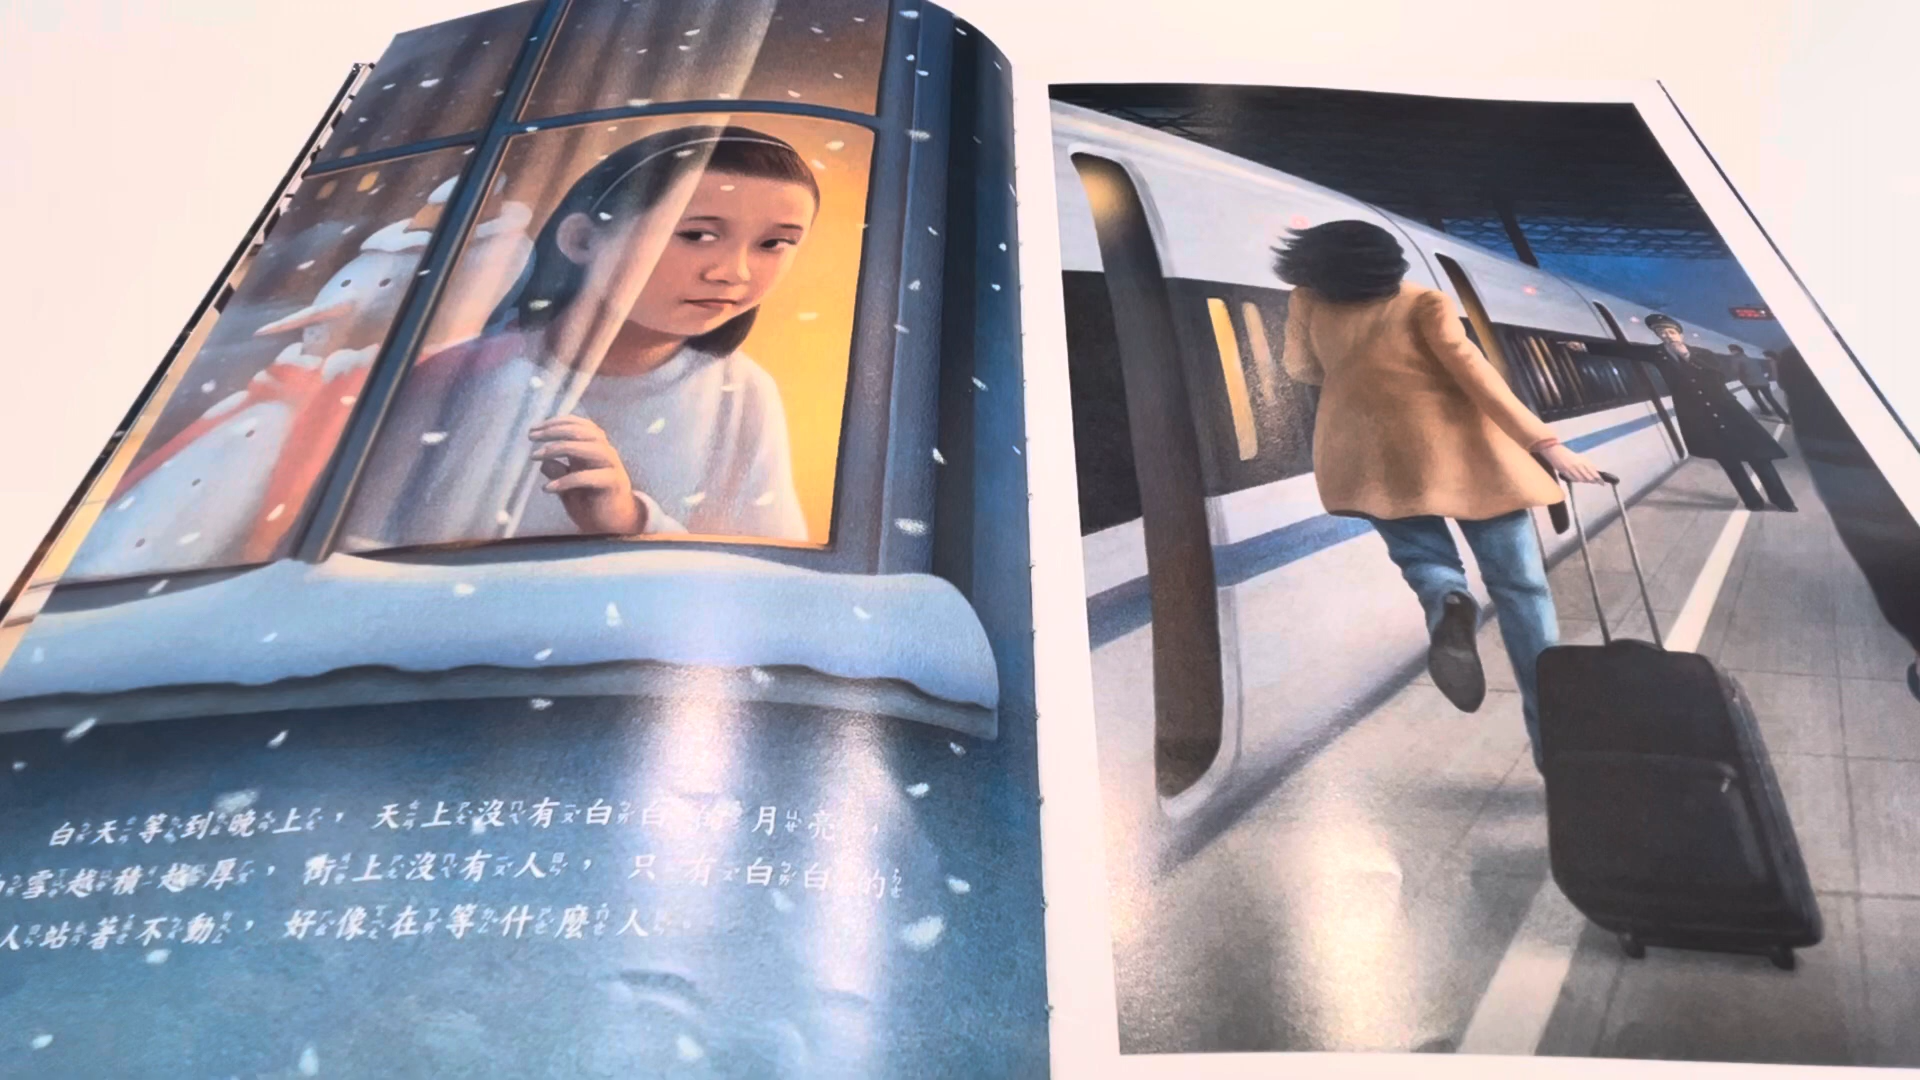 白天等到晚上，天上沒有白白的月亮，
白雪越積越厚，街上沒有人，只有白白的
人站著不動，好像在等什麼人。